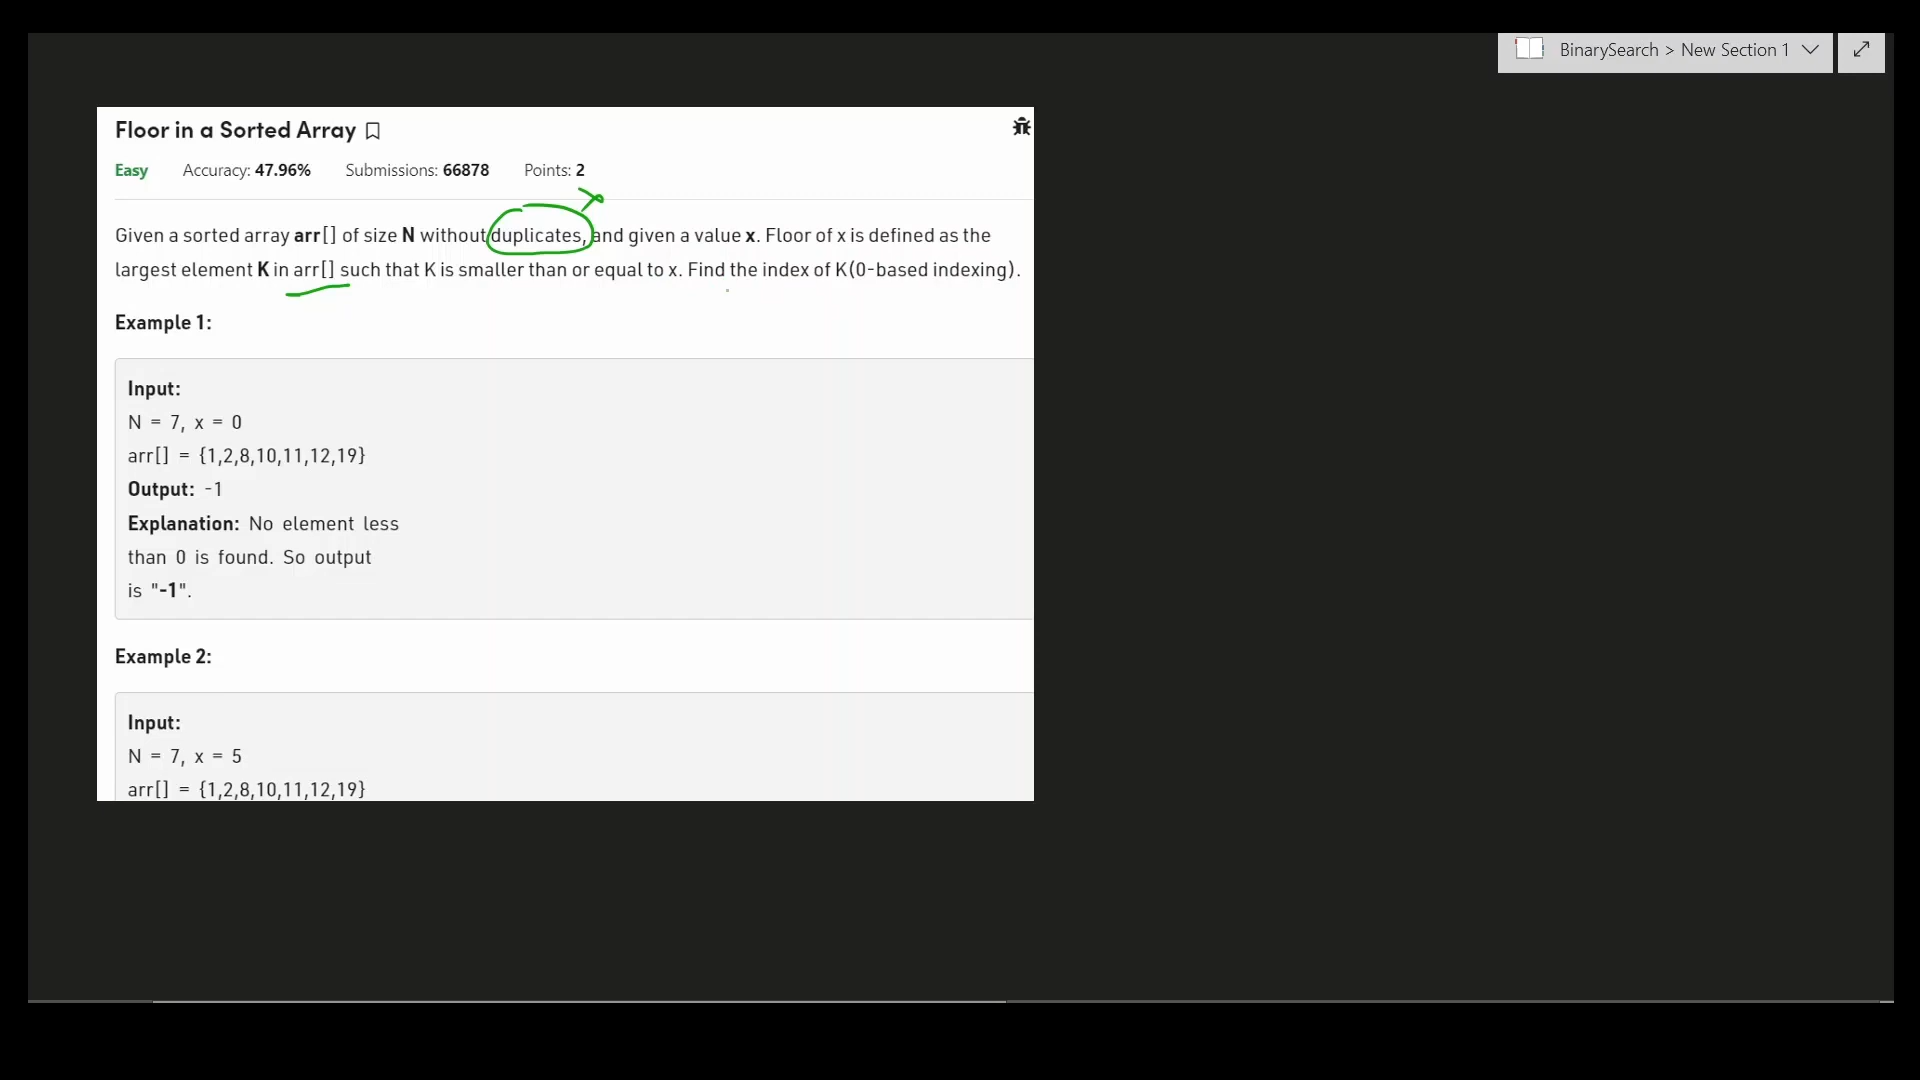 BinarySearch > New Section 1
Floor in a Sorted Array
Easy Accuracy: 47.96% Submissions: 66878 Points: 2
Given a sorted array arr[] of size N without duplicates, and given a value x. Floor of x is defined as the
largest element K in arr[] such that K is smaller than or equal to x. Find the index of K(0-based indexing).
Example 1:
Input:
N = 7, x = 0
arr[] = {1,2,8,10,11,12,19}
Output: -1
Explanation: No element less
than 0 is found. So output
is "-1".
Example 2:
Input:
N = 7, x = 5
arr[] = {1,2,8,10,11,12,19}